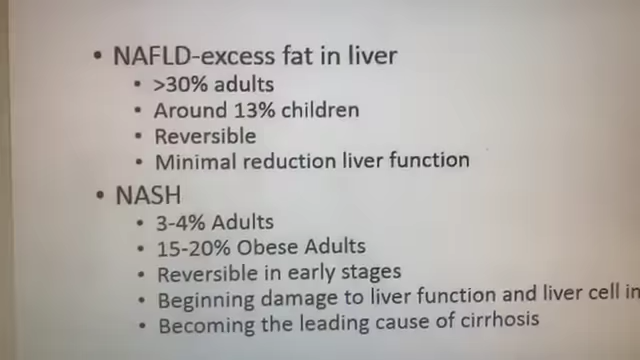 • NAFLD-excess fat in liver
• >30% adults
• Around 13% children
• Reversible
• Minimal reduction liver function
• NASH
• 3-4% Adults
• 15-20% Obese Adults
• Reversible in early stages
• Beginning damage to liver function and liver cell
• Becoming the leading cause of cirrhosis